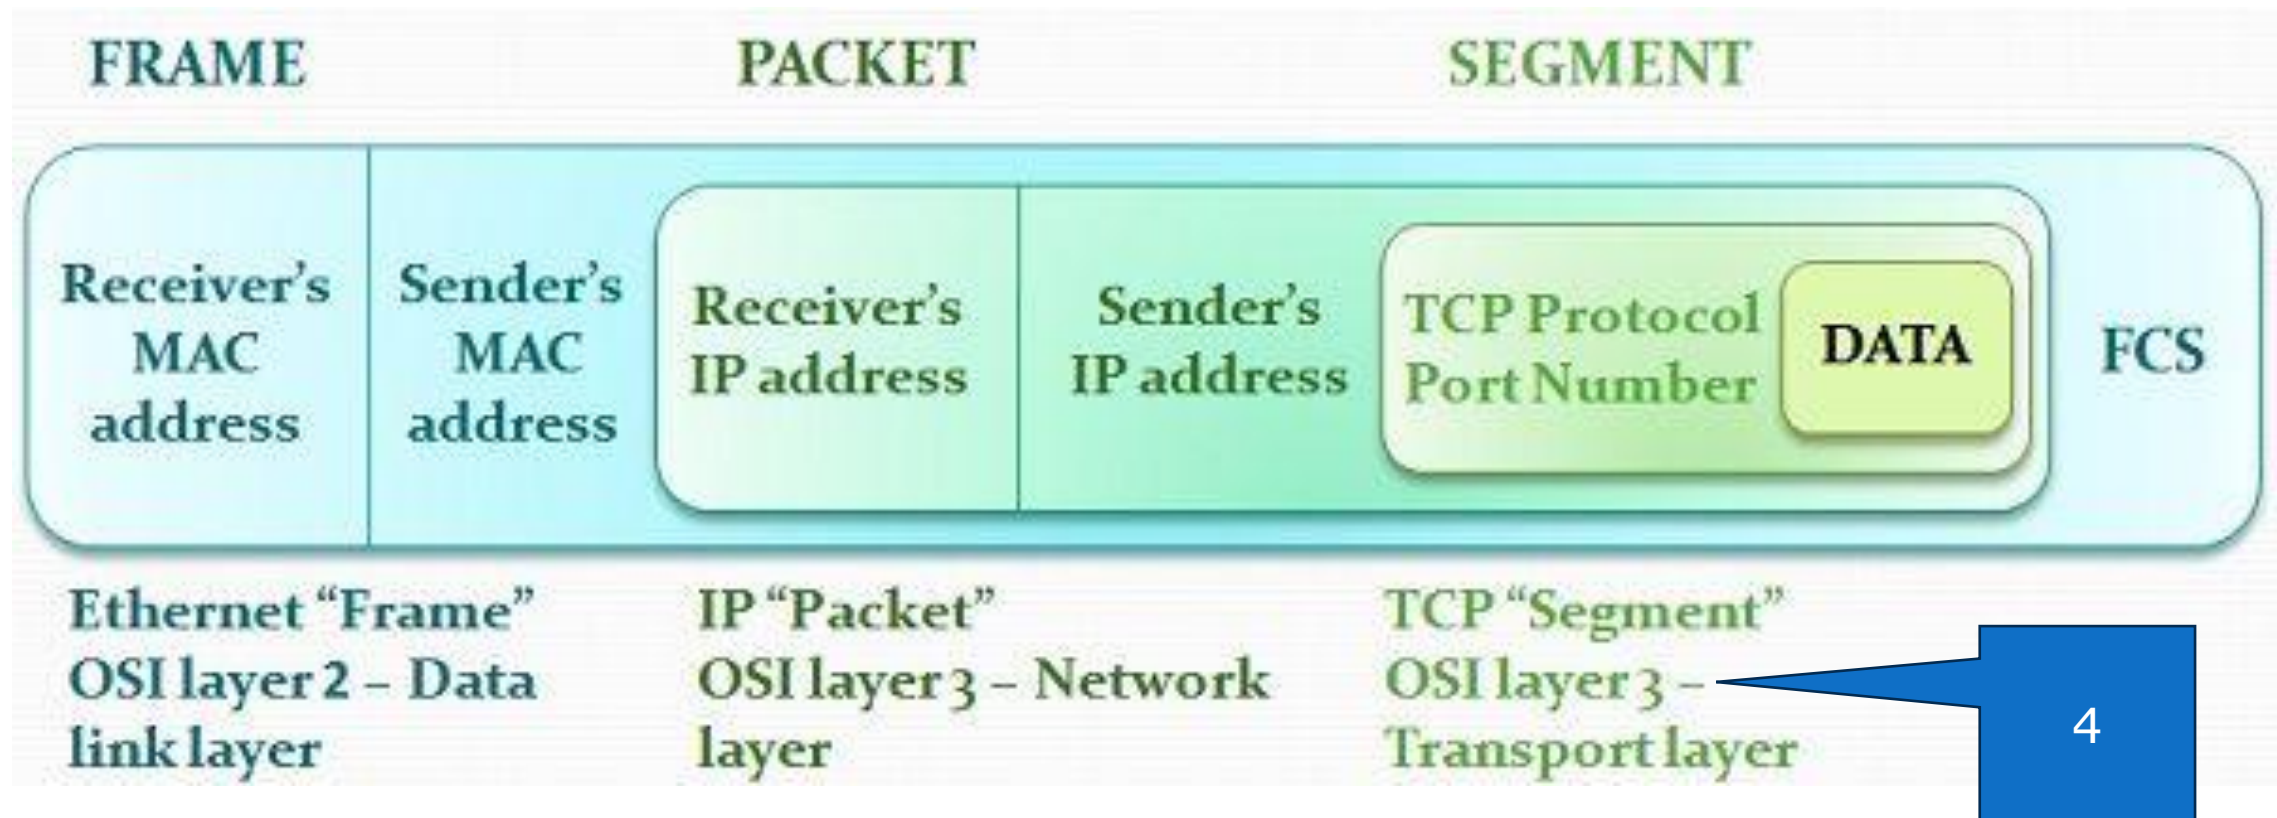 FRAME
PACKET
SEGMENT
Receiver’s
MAC
address
Sender’s
MAC
address
Receiver’s
IP address
Sender’s
IP address
TCP Protocol
Port Number
DATA
FCS
Ethernet “Frame”
OSI layer 2 – Data
link layer
IP “Packet”
OSI layer 3 – Network
layer
TCP “Segment”
OSI layer 3 –
Transport layer
4